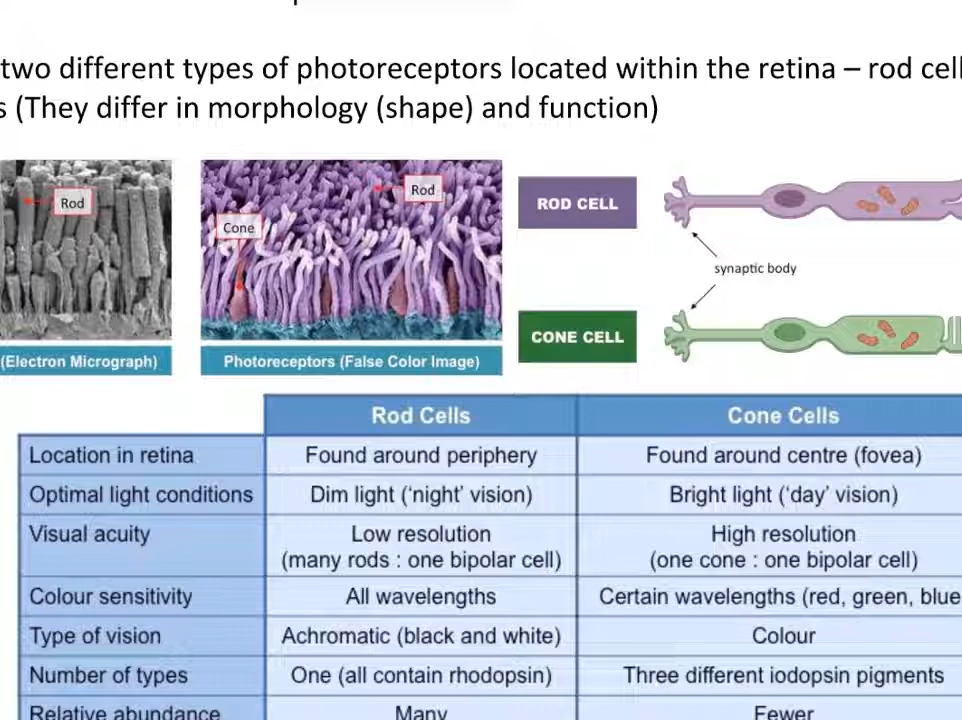 two different types of photoreceptors located within the retina – rod cel
s (They differ in morphology (shape) and function)
Rod
Rod
Cone
ROD CELL
synaptic body
CONE CELL
(Electron Micrograph)
Photoreceptors (False Color Image)
Rod Cells Cone Cells
Location in retina Found around periphery Found around centre (fovea)
Optimal light conditions Dim light (‘night’ vision) Bright light (‘day’ vision)
Visual acuity Low resolution High resolution
(many rods : one bipolar cell) (one cone : one bipolar cell)
Colour sensitivity All wavelengths Certain wavelengths (red, green, blue
Type of vision Achromatic (black and white) Colour
Number of types One (all contain rhodopsin) Three different iodopsin pigments
Relative abundance Many Fewer